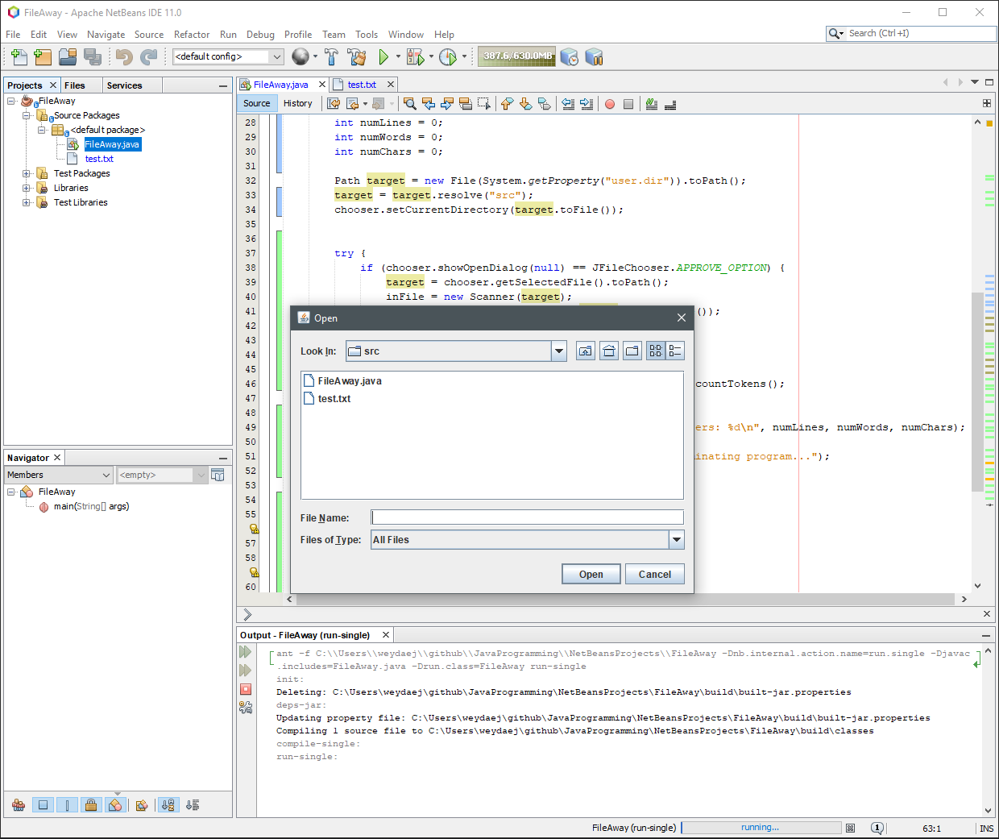 FileAway - Apache NetBeans IDE 11.0
File Edit View Navigate Source Refactor Run Debug Profile Team Tools Window Help
Search (Ctrl+I)
<default config>
387.6/630.0MB
Projects Files Services
FileAway
Source Packages
<default package>
FileAway.java
test.txt
Test Packages
Libraries
Test Libraries
Navigator
Members
<empty>
FileAway
main(String[] args)
FileAway.java test.txt
Source History
28 int numLines = 0;
29 int numWords = 0;
30 int numChars = 0;
31
32 Path target = new File(System.getProperty("user.dir")).toPath();
33 target = target.resolve("src");
34 chooser.setCurrentDirectory(target.toFile());
35
36
37 try {
38 if (chooser.showOpenDialog(null) == JFileChooser.APPROVE_OPTION) {
39 target = chooser.getSelectedFile().toPath();
40 inFile = new Scanner(target);
41 ());
42
43
44
45
46 countTokens();
47
48
49 ers: %d\n", numLines, numWords, numChars);
50
51 inating program...");
52
53
54
55
57
58
60
Open
Look In: src
FileAway.java
test.txt
File Name:
Files of Type: All Files
Open Cancel
Output - FileAway (run-single)
ant -f C:\\Users\\weydaej\\github\\JavaProgramming\\NetBeansProjects\\FileAway -Dnb.internal.action.name=run.single -Djavac
.includes=FileAway.java -Drun.class=FileAway run-single
init:
Deleting: C:\Users\weydaej\github\JavaProgramming\NetBeansProjects\FileAway\build\built-jar.properties
deps-jar:
Updating property file: C:\Users\weydaej\github\JavaProgramming\NetBeansProjects\FileAway\build\built-jar.properties
Compiling 1 source file to C:\Users\weydaej\github\JavaProgramming\NetBeansProjects\FileAway\build\classes
compile-single:
run-single:
FileAway (run-single) running... 1 63:1 INS